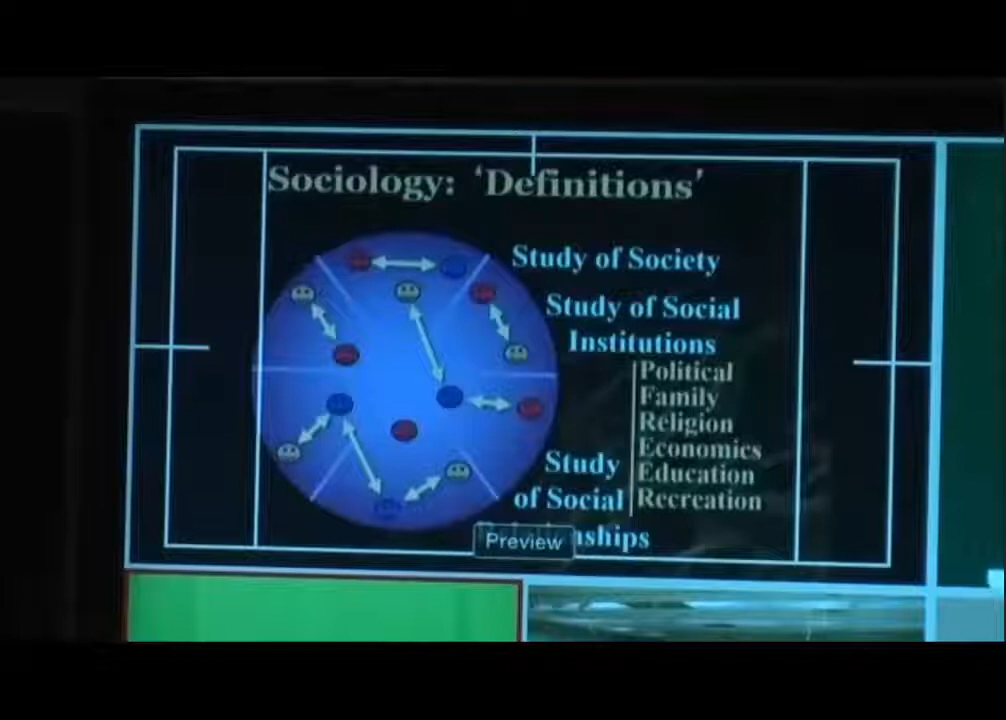 Sociology: ‘Definitions’
Study of Society
Study of Social
Institutions
Political
Family
Religion
Economics
Education
Recreation
Study
of Social
Preview